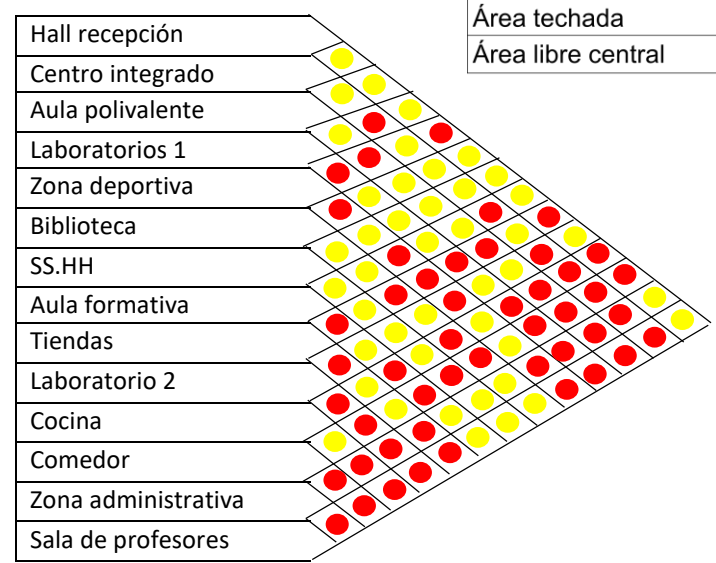 Área techada
Área libre central
Hall recepción
Centro integrado
Aula polivalente
Laboratorios 1
Zona deportiva
Biblioteca
SS.HH
Aula formativa
Tiendas
Laboratorio 2
Cocina
Comedor
Zona administrativa
Sala de profesores